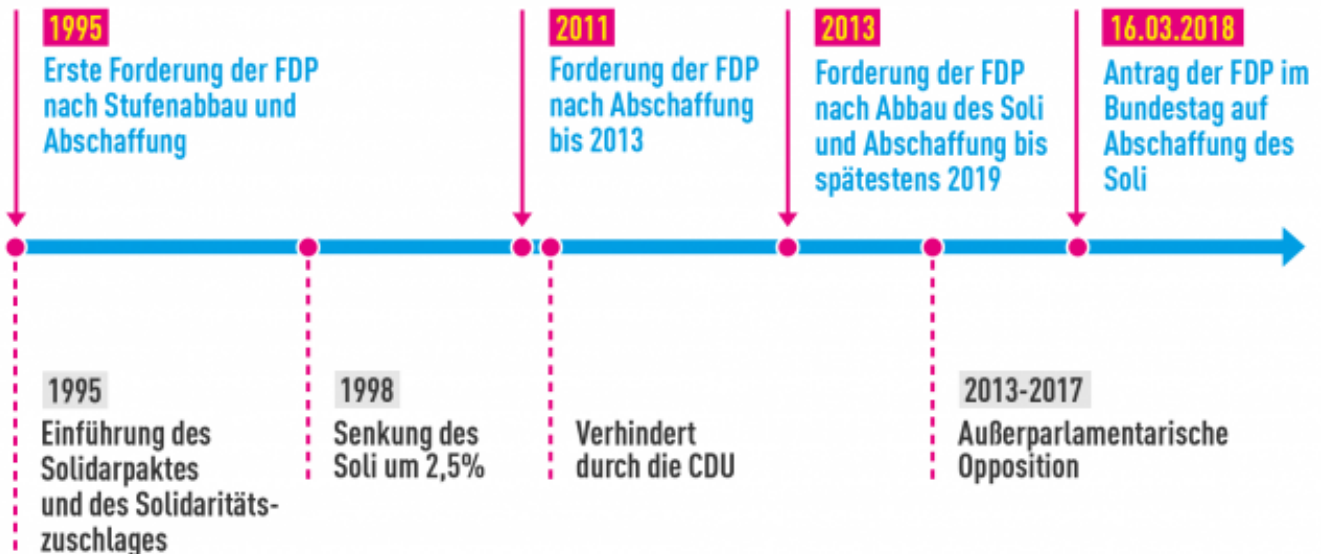 1995
Erste Forderung der FDP
nach Stufenabbau und
Abschaffung
2011
Forderung der FDP
nach Abschaffung
bis 2013
2013
Forderung der FDP
nach Abbau des Soli
und Abschaffung bis
spätestens 2019
16.03.2018
Antrag der FDP im
Bundestag auf
Abschaffung des
Soli
1995
Einführung des
Solidarpaktes
und des Solidaritäts-
zuschlages
1998
Senkung des
Soli um 2,5%
Verhindert
durch die CDU
2013-2017
Außerparlamentarische
Opposition